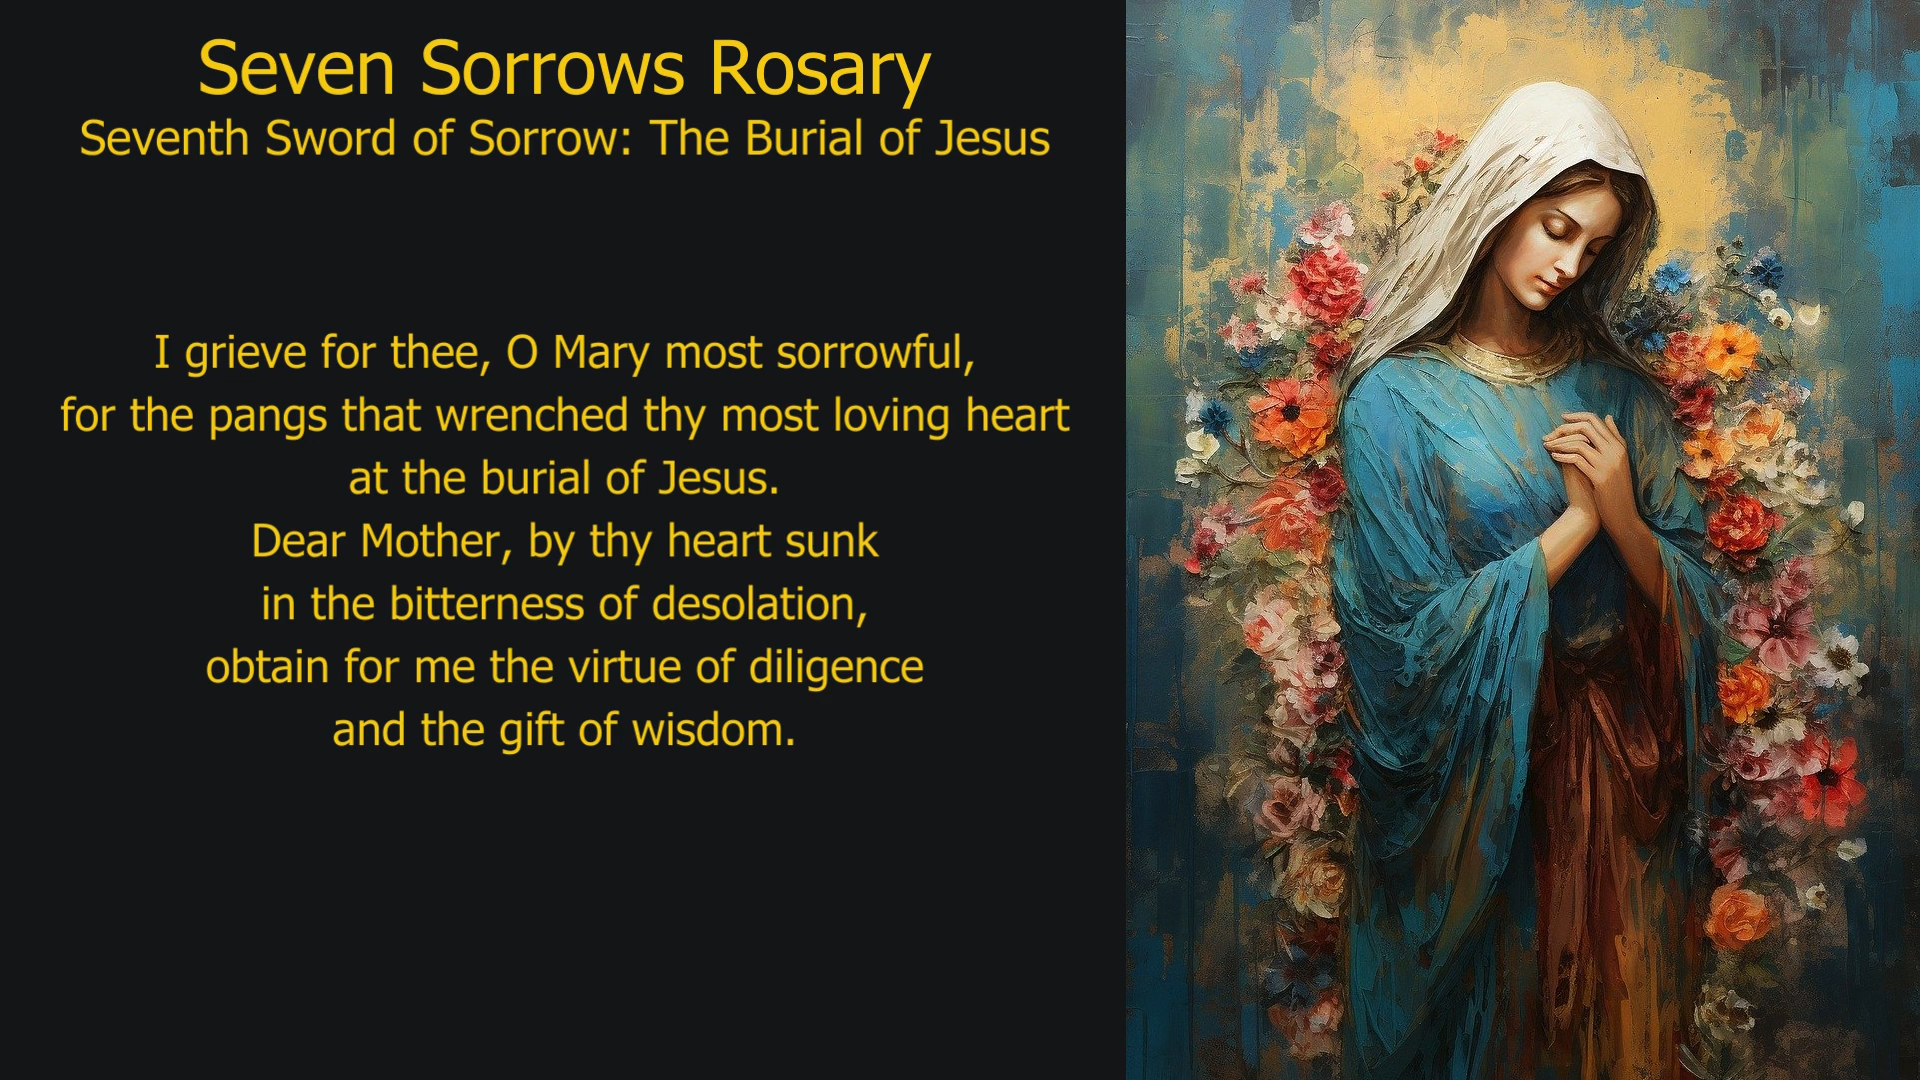 Seven Sorrows Rosary
Seventh Sword of Sorrow: The Burial of Jesus
I grieve for thee, O Mary most sorrowful,
for the pangs that wrenched thy most loving heart
at the burial of Jesus.
Dear Mother, by thy heart sunk
in the bitterness of desolation,
obtain for me the virtue of diligence
and the gift of wisdom.